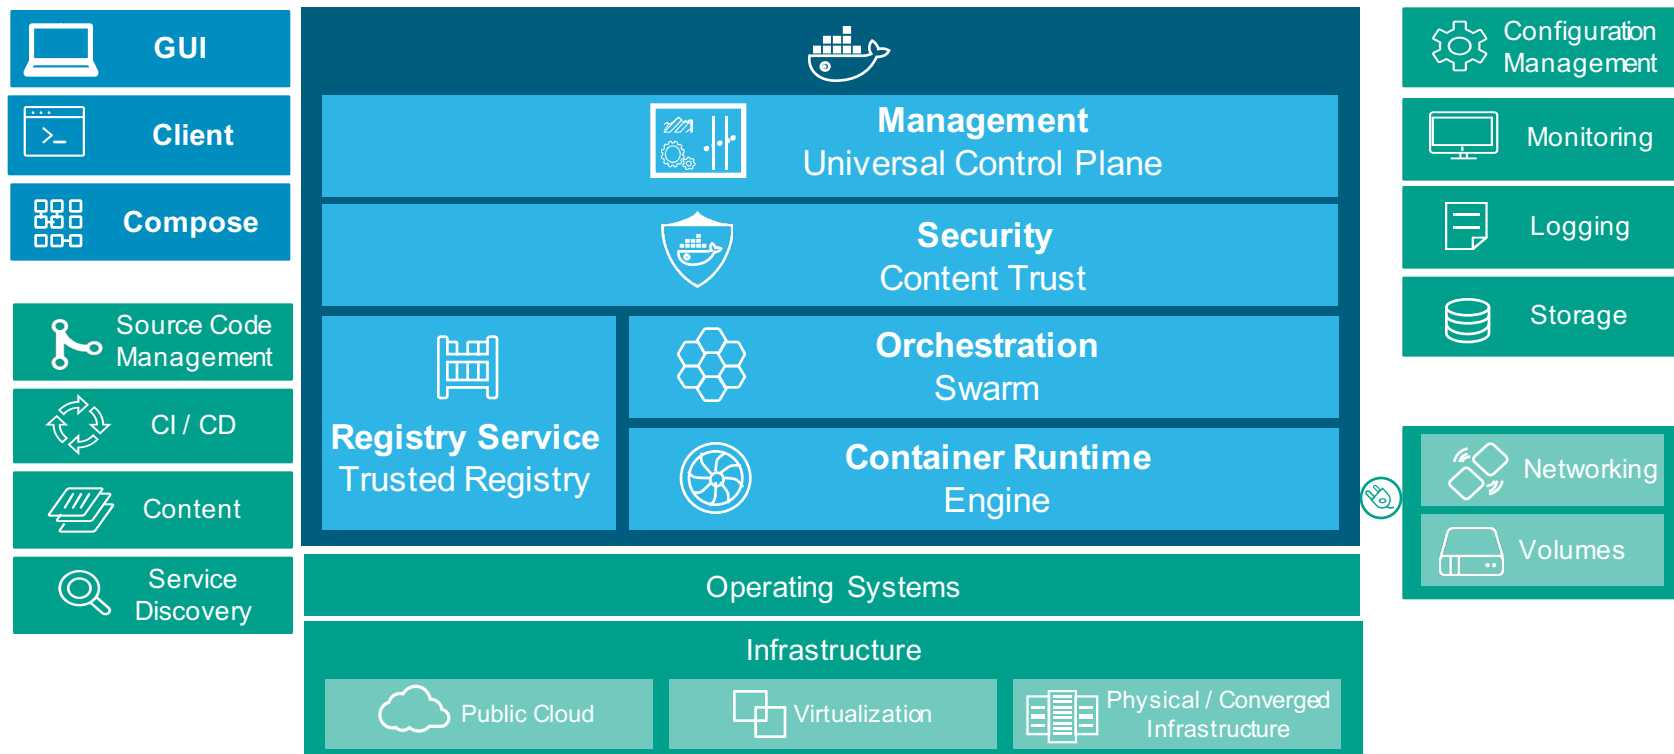 GUI
Client
Compose
Source Code
Management
CI / CD
Content
Service
Discovery
Management
Universal Control Plane
Security
Content Trust
Registry Service
Trusted Registry
Orchestration
Swarm
Container Runtime
Engine
Operating Systems
Infrastructure
Public Cloud
Virtualization
Physical / Converged
Infrastructure
Configuration
Management
Monitoring
Logging
Storage
Networking
Volumes